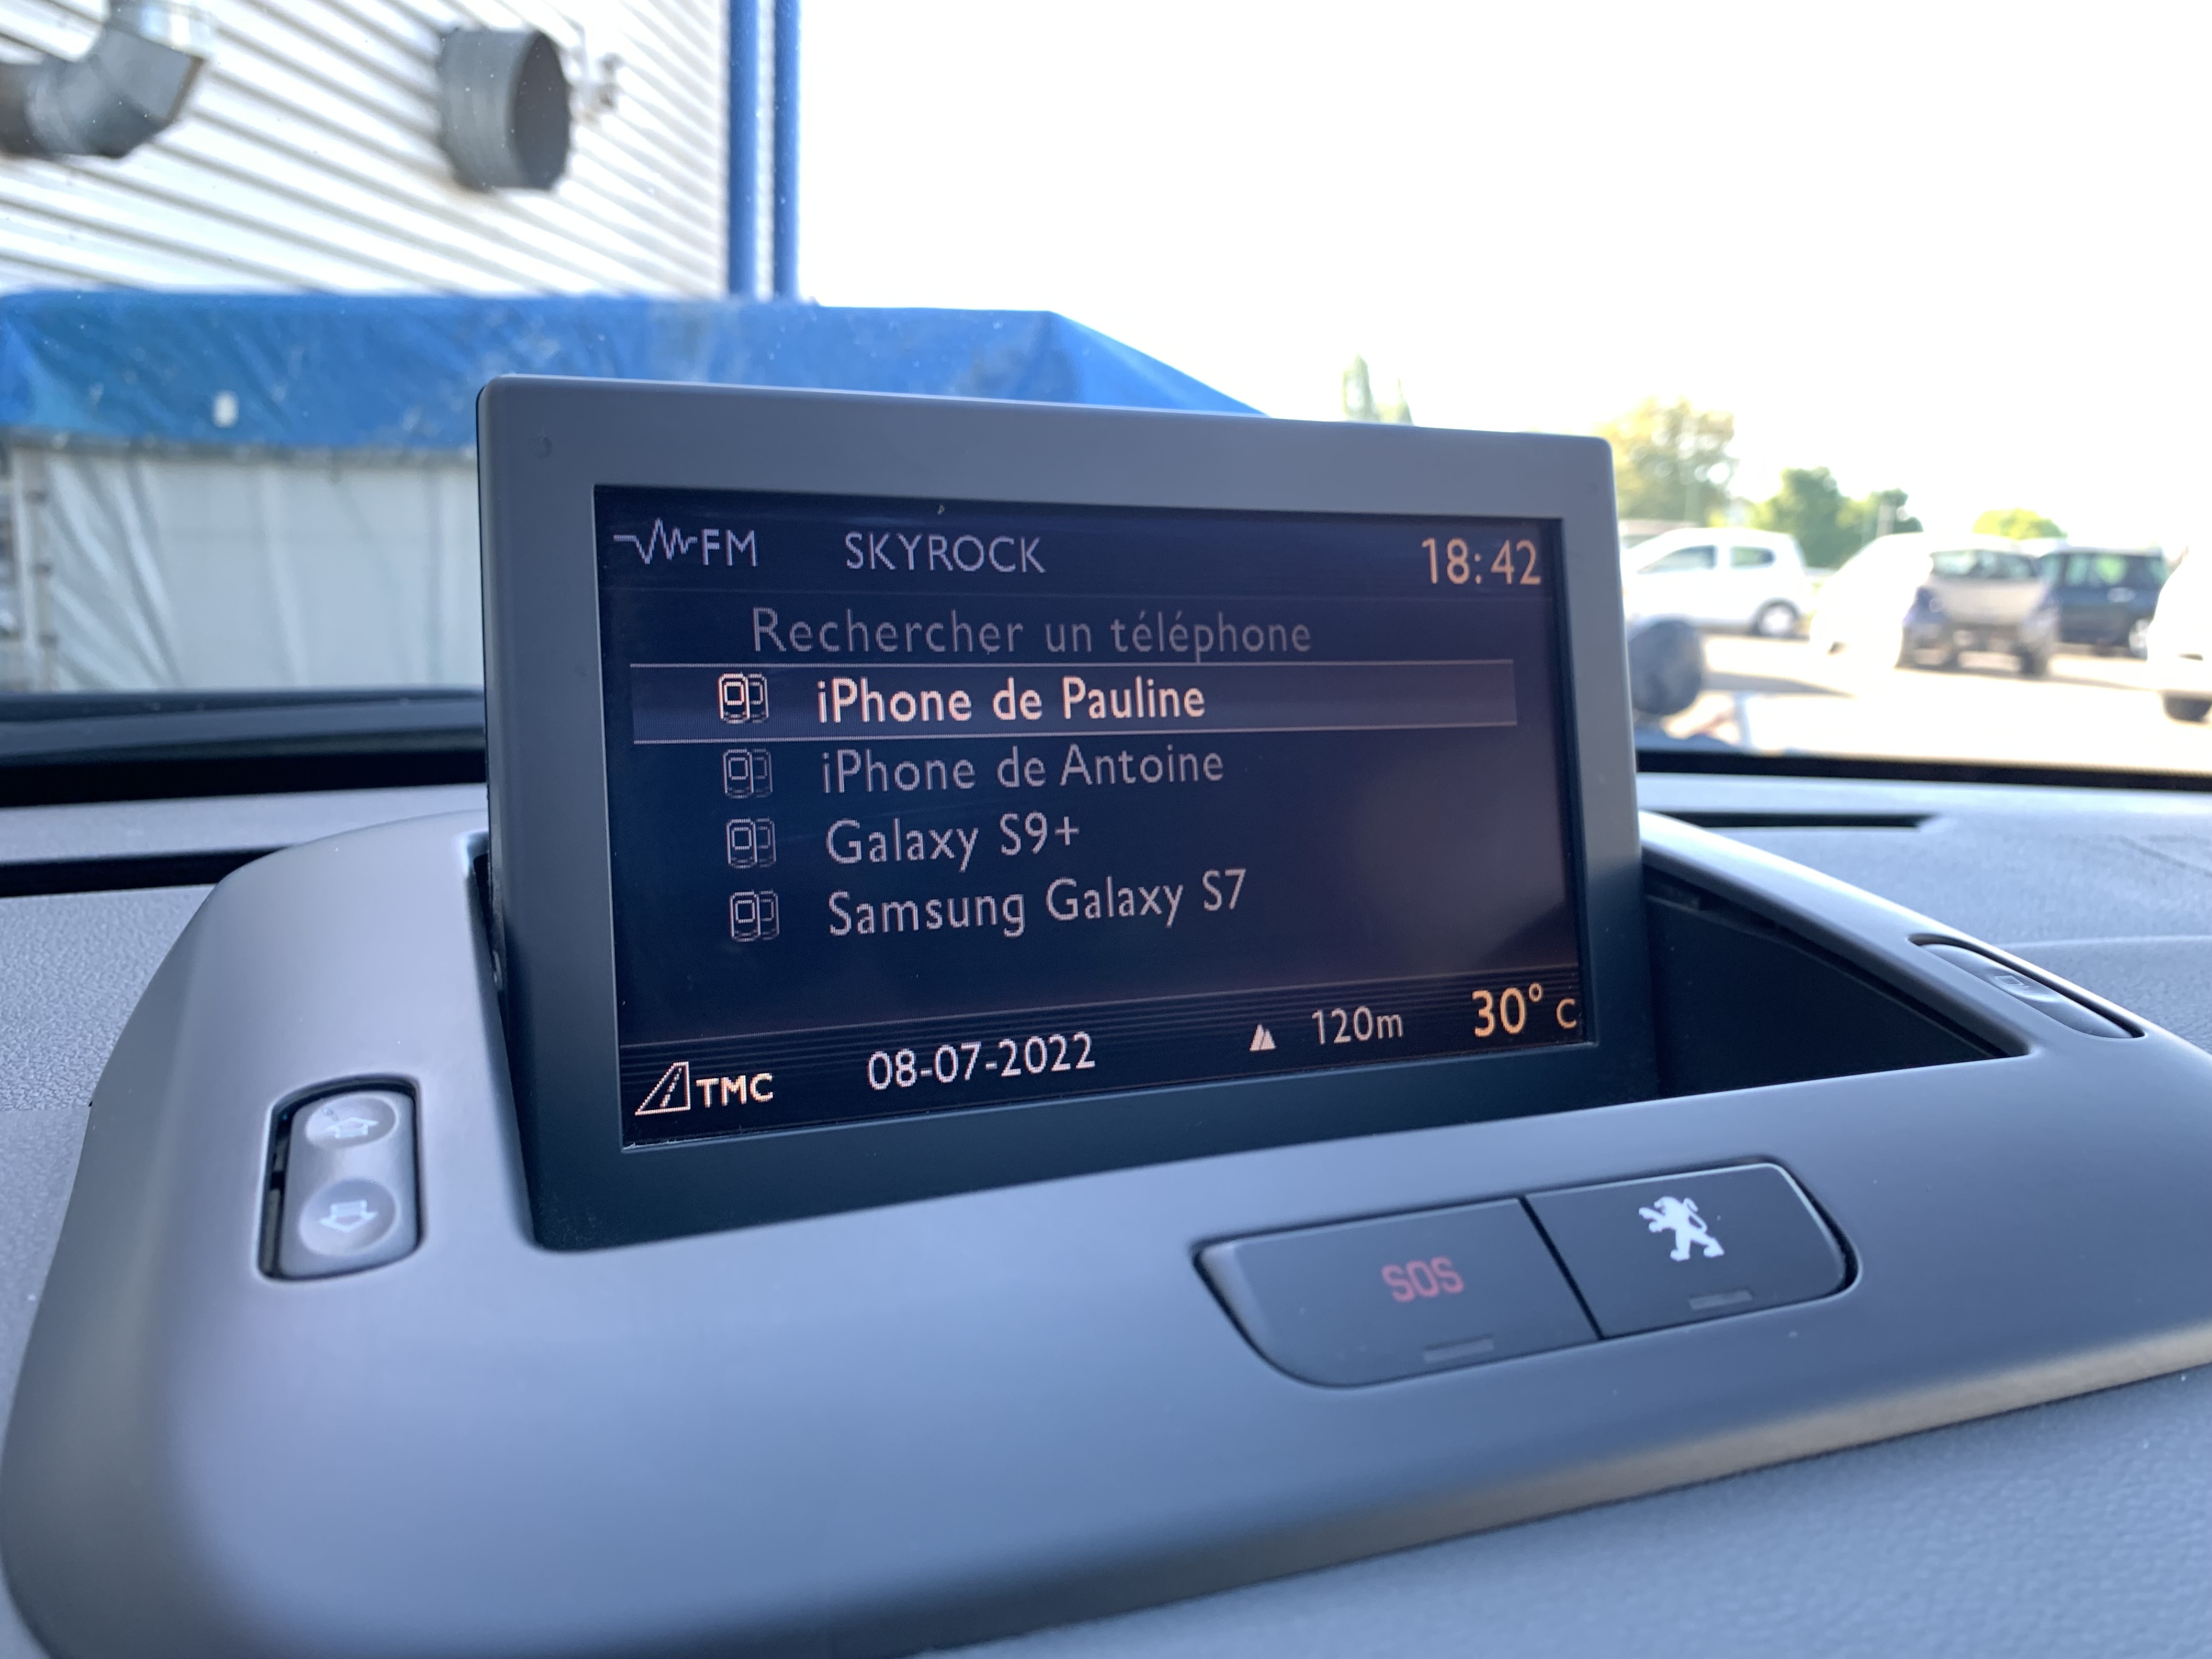 FM SKYROCK 18:42
Rechercher un téléphone
iPhone de Pauline
iPhone de Antoine
Galaxy S9+
Samsung Galaxy S7
TMC 08-07-2022 120m 30° C
SOS